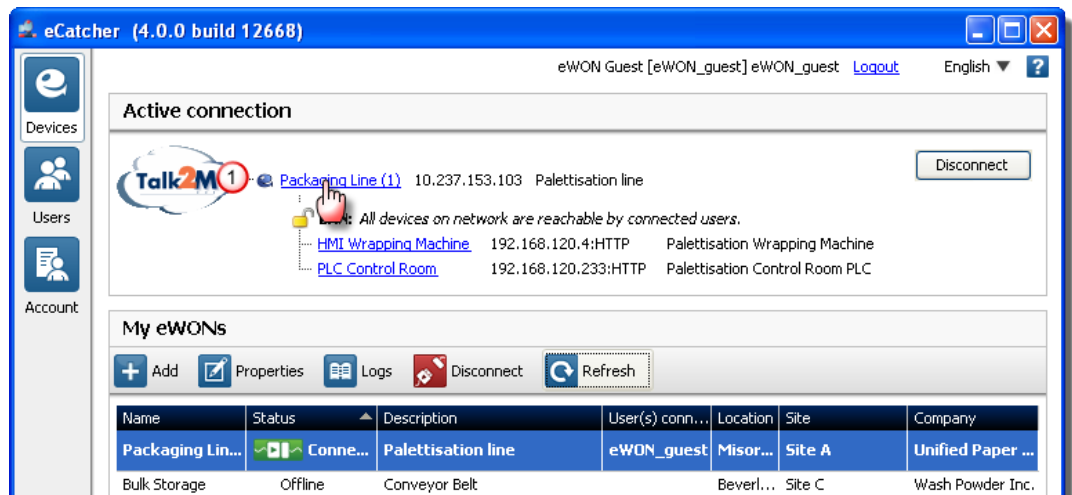 eCatcher (4.0.0 build 12668)
eWON Guest [eWON_guest] eWON_guest Logout English ?
Devices
Users
Account
Active connection
Talk2M 1 Packaging Line (1) 10.237.153.103 Palettisation line Disconnect
All devices on network are reachable by connected users.
HMI Wrapping Machine 192.168.120.4:HTTP Palettisation Wrapping Machine
PLC Control Room 192.168.120.233:HTTP Palettisation Control Room PLC
My eWONs
Add Properties Logs Disconnect Refresh
Name Status Description User(s) conn... Location Site Company
Packaging Lin... Conne... Palettisation line eWON_guest Misor... Site A Unified Paper ...
Bulk Storage Offline Conveyor Belt Beverl... Site C Wash Powder Inc.